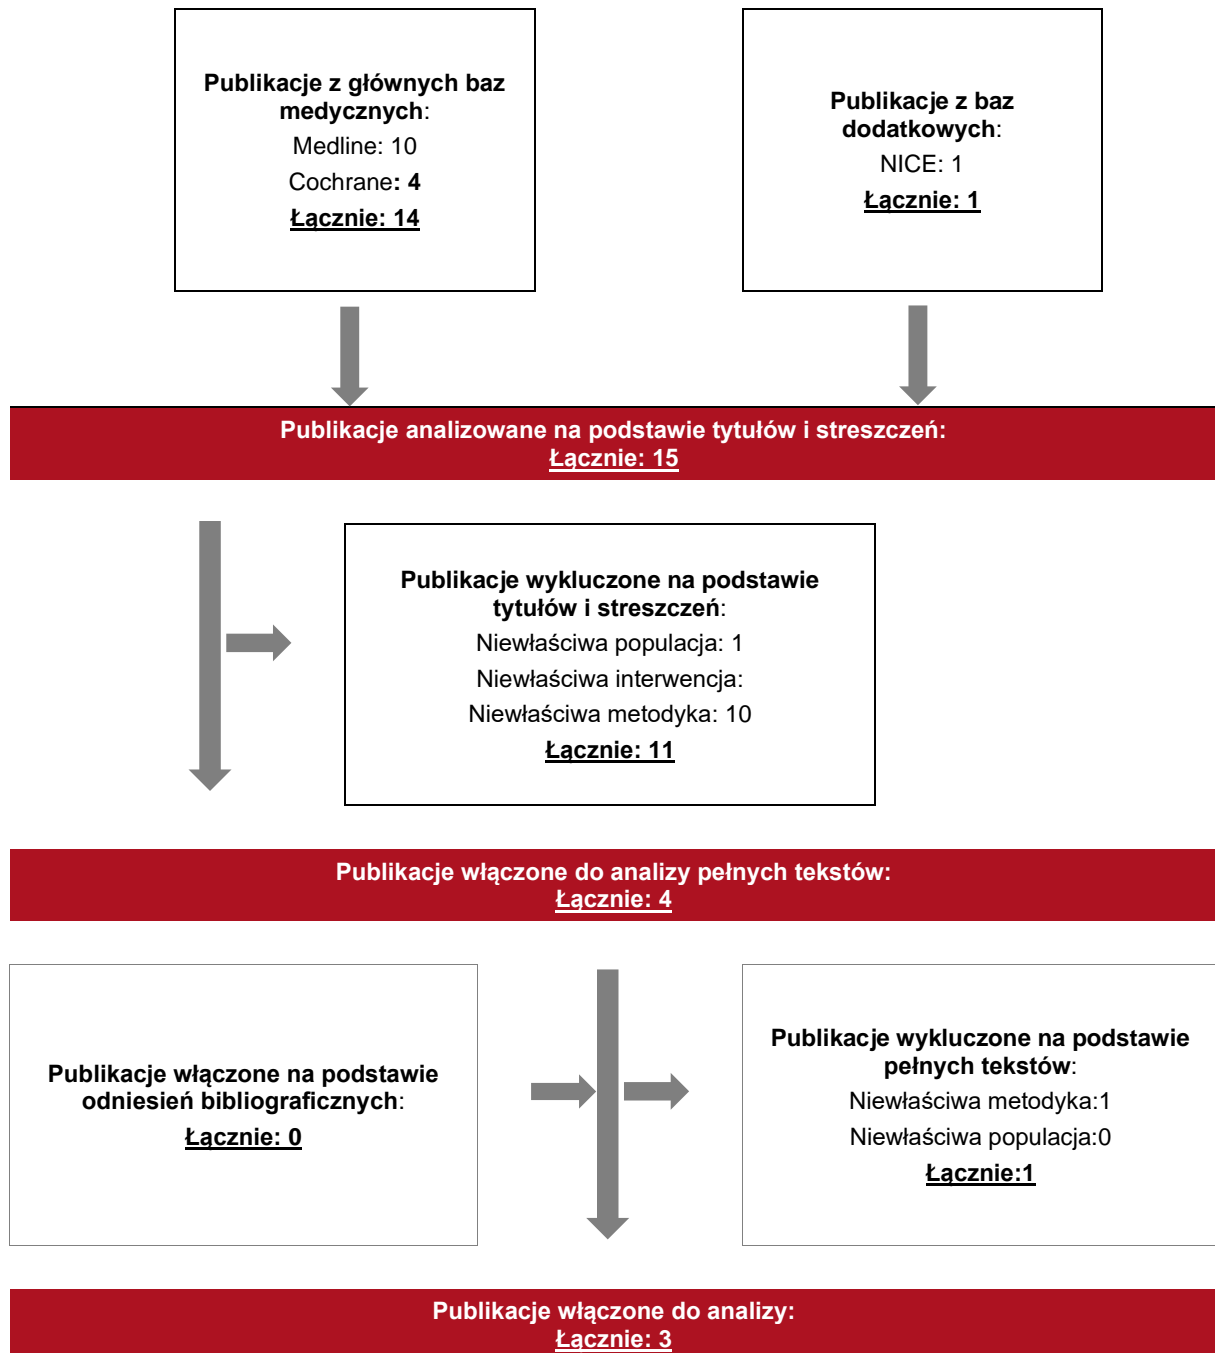 Publikacje z głównych baz
medycznych:
Medline: 10
Cochrane: 4
Łącznie: 14
Publikacje z baz
dodatkowych:
NICE: 1
Łącznie: 1
Publikacje analizowane na podstawie tytułów i streszczeń:
Łącznie: 15
Publikacje wykluczone na podstawie
tytułów i streszczeń:
Niewłaściwa populacja: 1
Niewłaściwa interwencja:
Niewłaściwa metodyka: 10
Łącznie: 11
Publikacje włączone do analizy pełnych tekstów:
Łącznie: 4
Publikacje włączone na podstawie
odniesień bibliograficznych:
Łącznie: 0
Publikacje wykluczone na podstawie
pełnych tekstów:
Niewłaściwa metodyka:1
Niewłaściwa populacja:0
Łącznie:1
Publikacje włączone do analizy:
Łącznie: 3